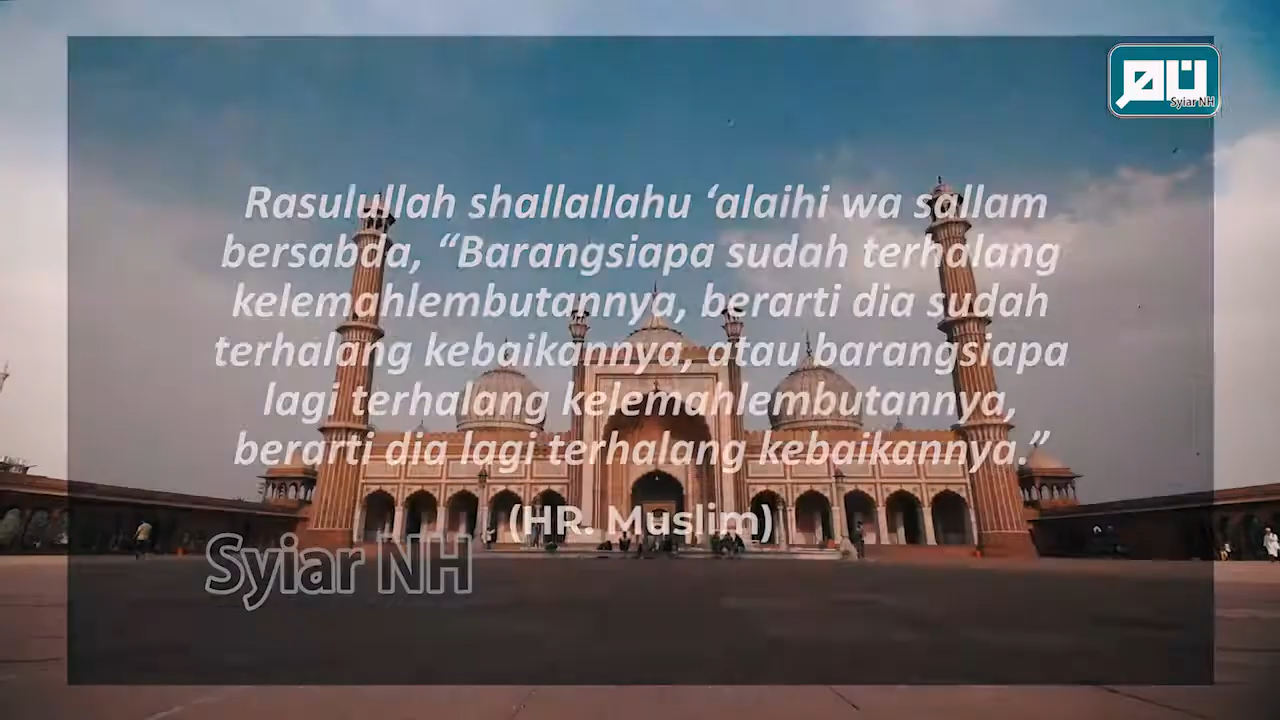 Syiar NH
Rasulullah shallallahu ‘alaihi wa sallam
bersabda, “Barangsiapa sudah terhalang
kelemahlembutannya, berarti dia sudah
terhalang kebaikannya, atau barangsiapa
lagi terhalang kelemahlembutannya,
berarti dia lagi terhalang kebaikannya.”
(HR. Muslim)
Syiar NH